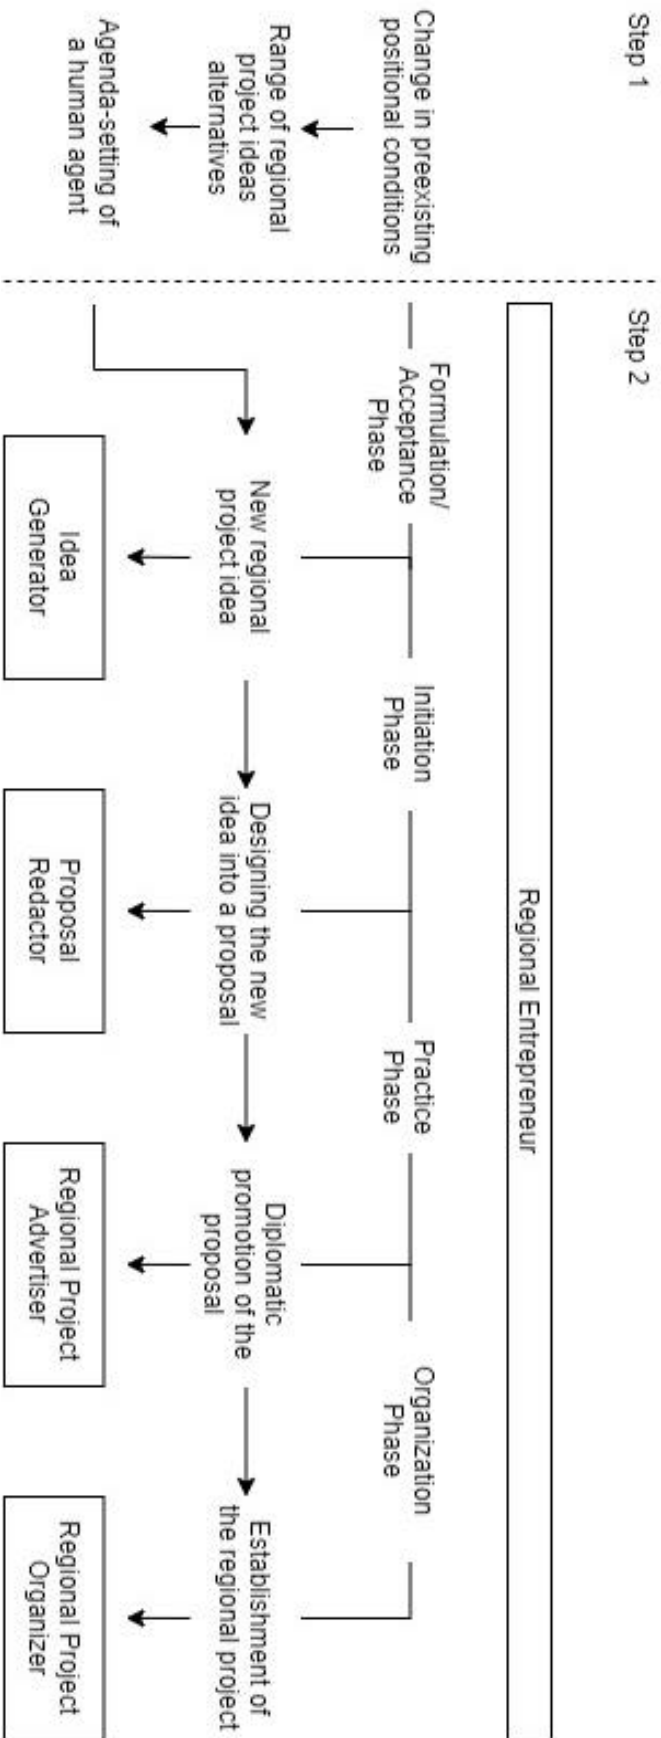 Step 1
Change in preexisting
positional conditions
Range of regional
project ideas
alternatives
Agenda-setting of
a human agent
Step 2
Regional Entrepreneur
Formulation/
Acceptance
Phase
Initiation
Phase
Practice
Phase
Organization
Phase
New regional
project idea
Designing the new
idea into a proposal
Diplomatic
promotion of the
proposal
Establishment of
the regional project
Idea
Generator
Proposal
Redactor
Regional Project
Advertiser
Regional Project
Organizer